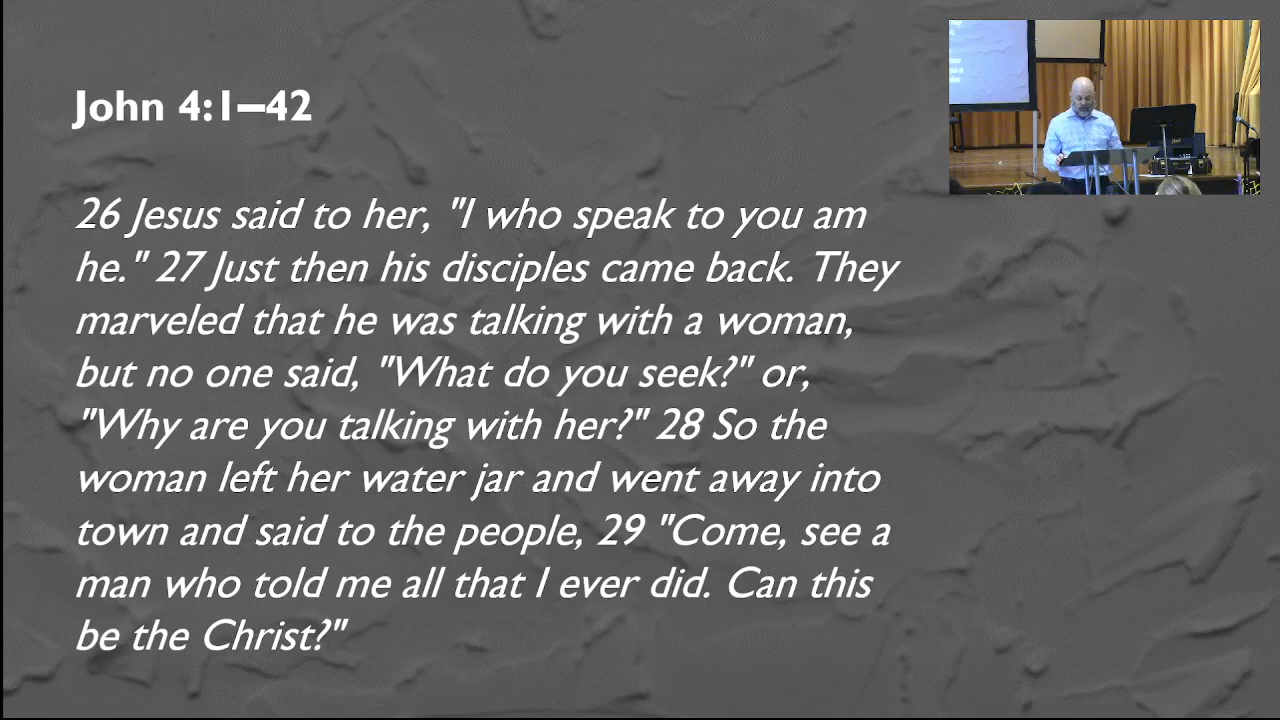 John 4:1–42
26 Jesus said to her, "I who speak to you am
he." 27 Just then his disciples came back. They
marveled that he was talking with a woman,
but no one said, "What do you seek?" or,
"Why are you talking with her?" 28 So the
woman left her water jar and went away into
town and said to the people, 29 "Come, see a
man who told me all that I ever did. Can this
be the Christ?"